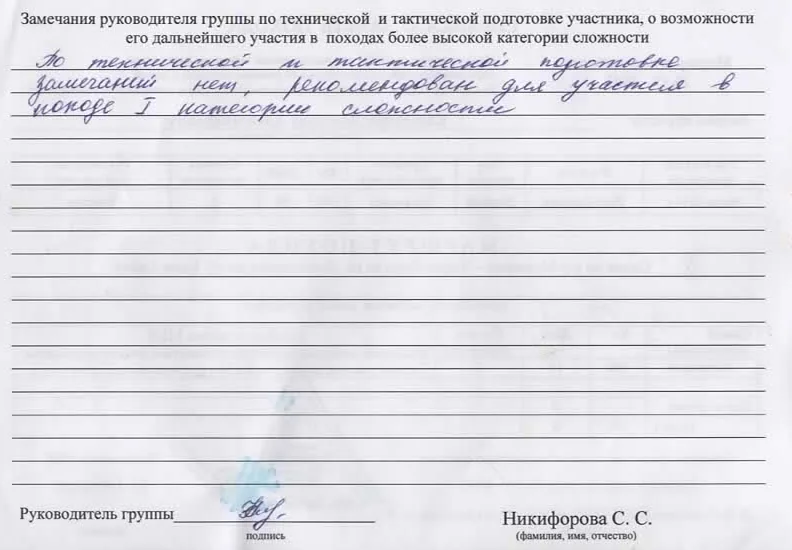 Замечания руководителя группы по технической и тактической подготовке участника, о возможности
его дальнейшего участия в походах более высокой категории сложности
По технической и тактической подготовке
замечаний нет, рекомендован для участия в
походе I категории сложности
Руководитель группы
подпись
Никифорова С. С.
(фамилия, имя, отчество)